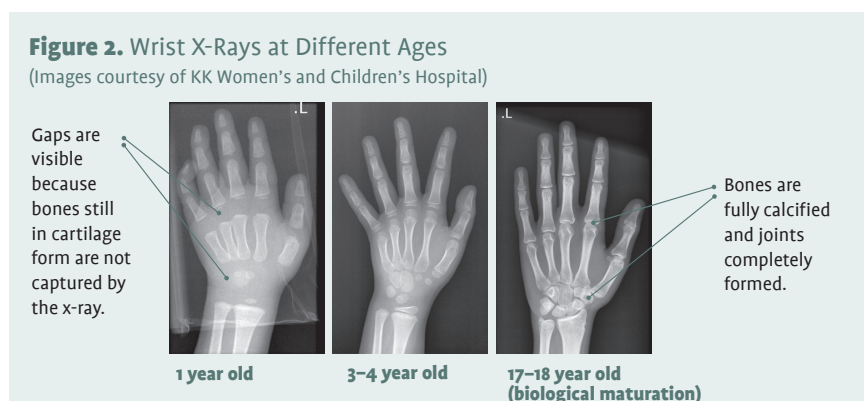 Figure 2. Wrist X-Rays at Different Ages
(Images courtesy of KK Women's and Children's Hospital)
Gaps are
visible
because
bones still
in cartilage
form are not
captured by
the x-ray.
.L
.L
Bones are
fully calcified
and joints
completely
formed.
1 year old
3–4 year old
17–18 year old
(biological maturation)